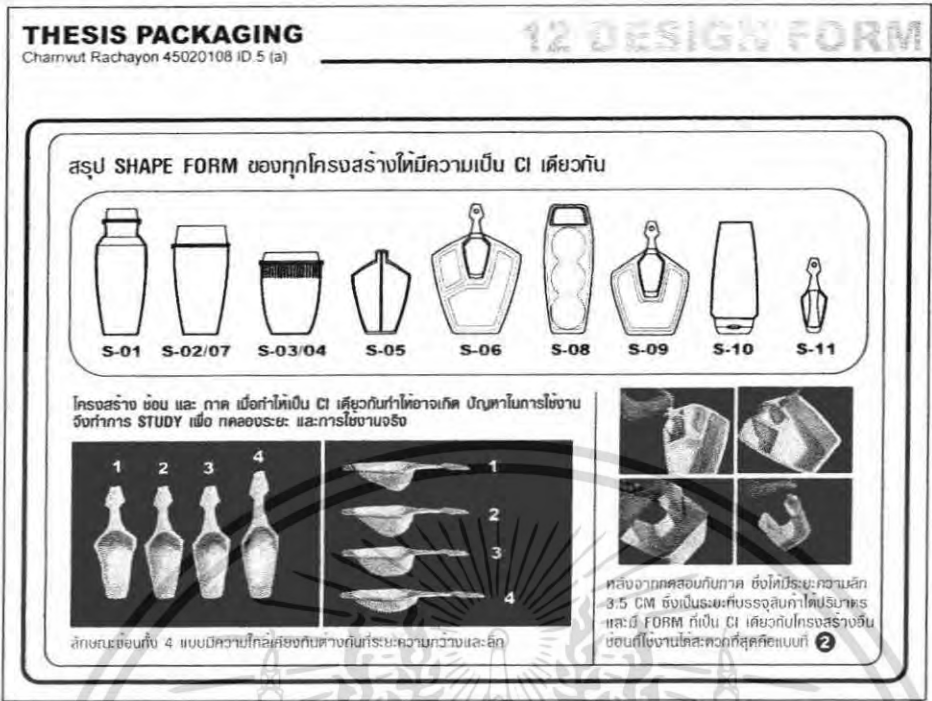 THESIS PACKAGING
Charnvut Rachayon 45020108 ID 5 (a)
12 DESIGN FORM
สรุป SHAPE FORM ของทุกโครงสร้างให้มีความเป็น CI เดียวกัน
S-01 S-02/07 S-03/04 S-05 S-06 S-08 S-09 S-10 S-11
โครงสร้าง ช้อน และ ถาด เมื่อทำให้เป็น CI เดียวกันทำให้อาจเกิด ปัญหาในการใช้งาน
จึงทำการ STUDY เพื่อ ทดลองระยะ และการใช้งานจริง
1 2 3 4
1
2
3
4
ลักษณะช้อนทั้ง 4 แบบมีความใกล้เคียงกันต่างกันที่ระยะความกว้างและลึก
หลังจากทดสอบกับถาด ซึ่งให้มีระยะความลึก
3.5 CM ซึ่งเป็นระยะที่บรรจุสินค้าได้ปริมาตร
และมี FORM ที่เป็น CI เดียวกับโครงสร้างอื่น
ช้อนที่ใช้งานได้สะดวกที่สุดคือแบบที่ 2